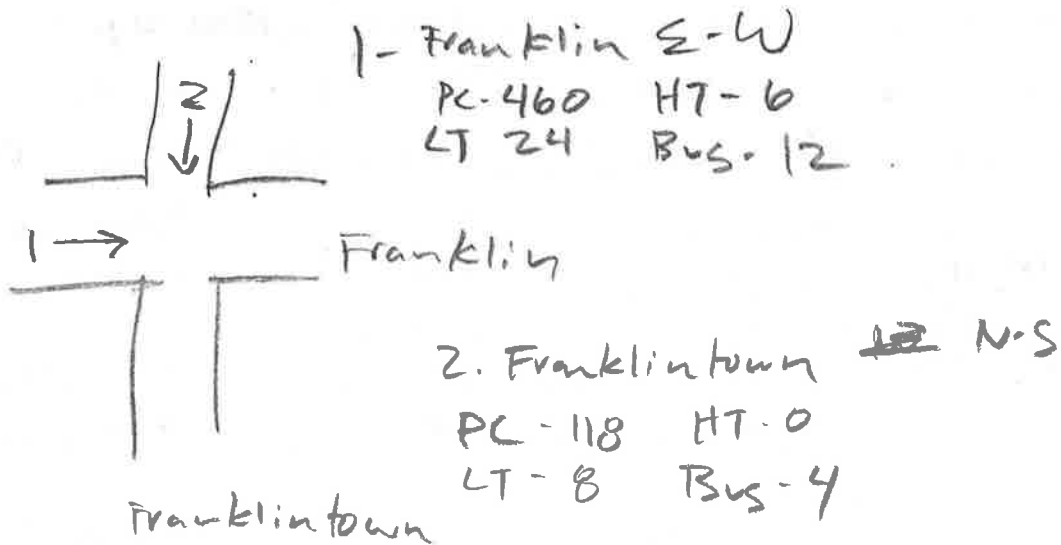 1- Franklin E-W
PC-460 HT-6
LT 24 Bus-12
2
1
Franklin
2. Franklintown N-S
PC-118 HT-0
LT-8 Bus-4
Franklintown